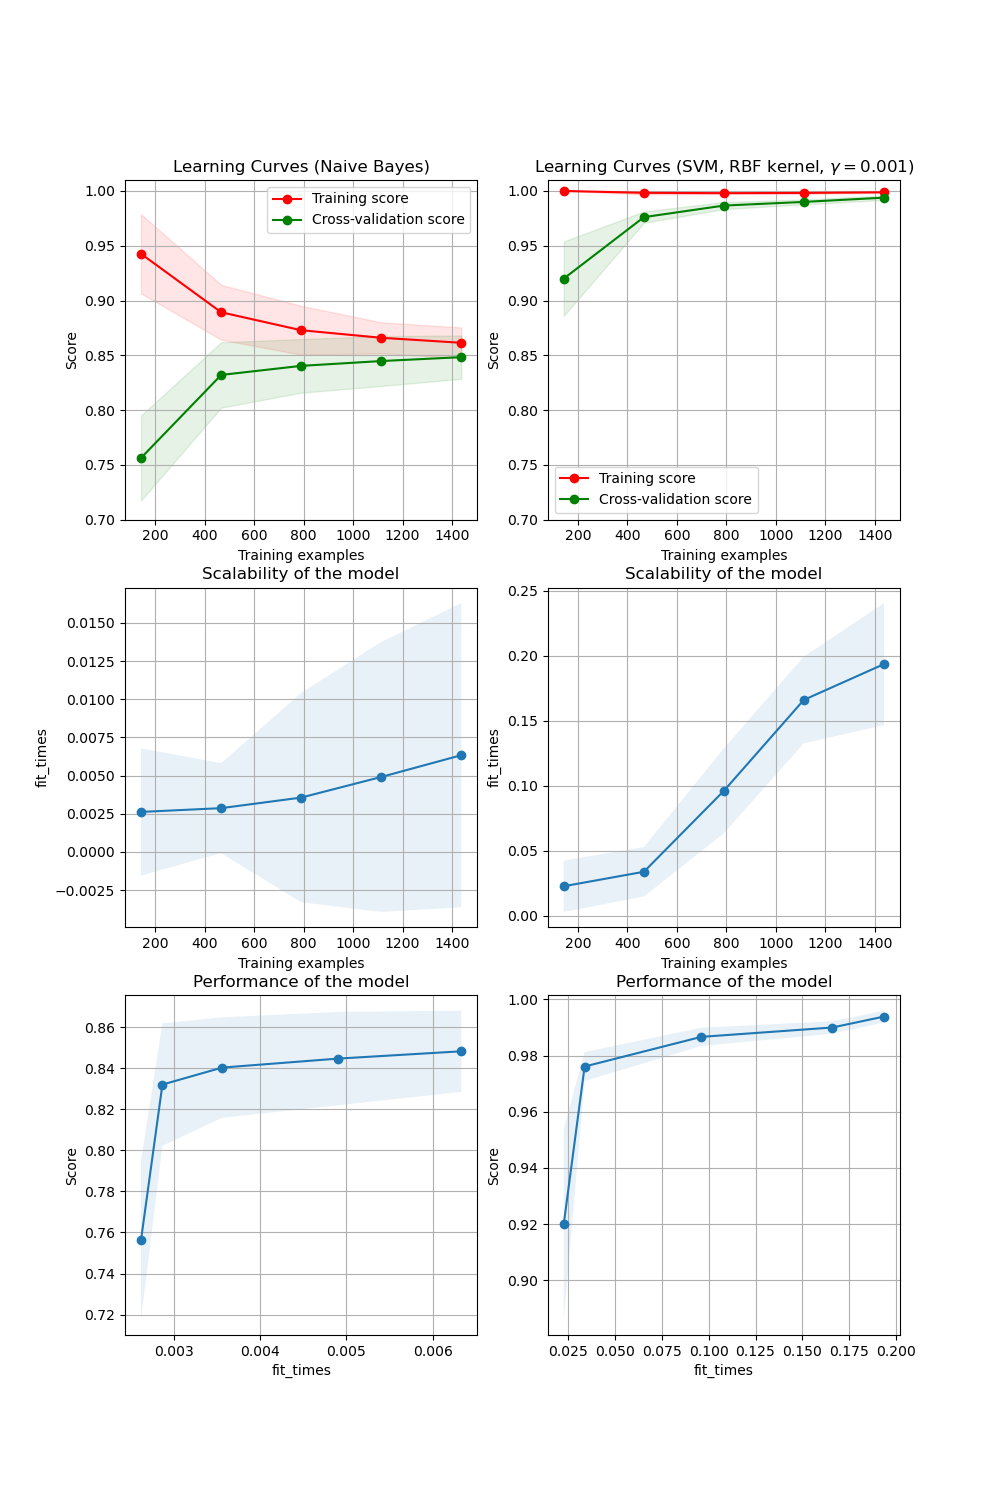 Learning Curves (Naive Bayes)
1.00
0.95
0.90
0.85
0.80
0.75
0.70
Score
Training score
Cross-validation score
200 400 600 800 1000 1200 1400
Training examples
Learning Curves (SVM, RBF kernel, γ = 0.001)
1.00
0.95
0.90
0.85
0.80
0.75
0.70
Score
Training score
Cross-validation score
200 400 600 800 1000 1200 1400
Training examples
Scalability of the model
0.0150
0.0125
0.0100
0.0075
0.0050
0.0025
0.0000
−0.0025
fit_times
200 400 600 800 1000 1200 1400
Training examples
Scalability of the model
0.25
0.20
0.15
0.10
0.05
0.00
fit_times
200 400 600 800 1000 1200 1400
Training examples
Performance of the model
0.86
0.84
0.82
0.80
0.78
0.76
0.74
0.72
Score
0.003 0.004 0.005 0.006
fit_times
Performance of the model
1.00
0.98
0.96
0.94
0.92
0.90
Score
0.025 0.050 0.075 0.100 0.125 0.150 0.175 0.200
fit_times